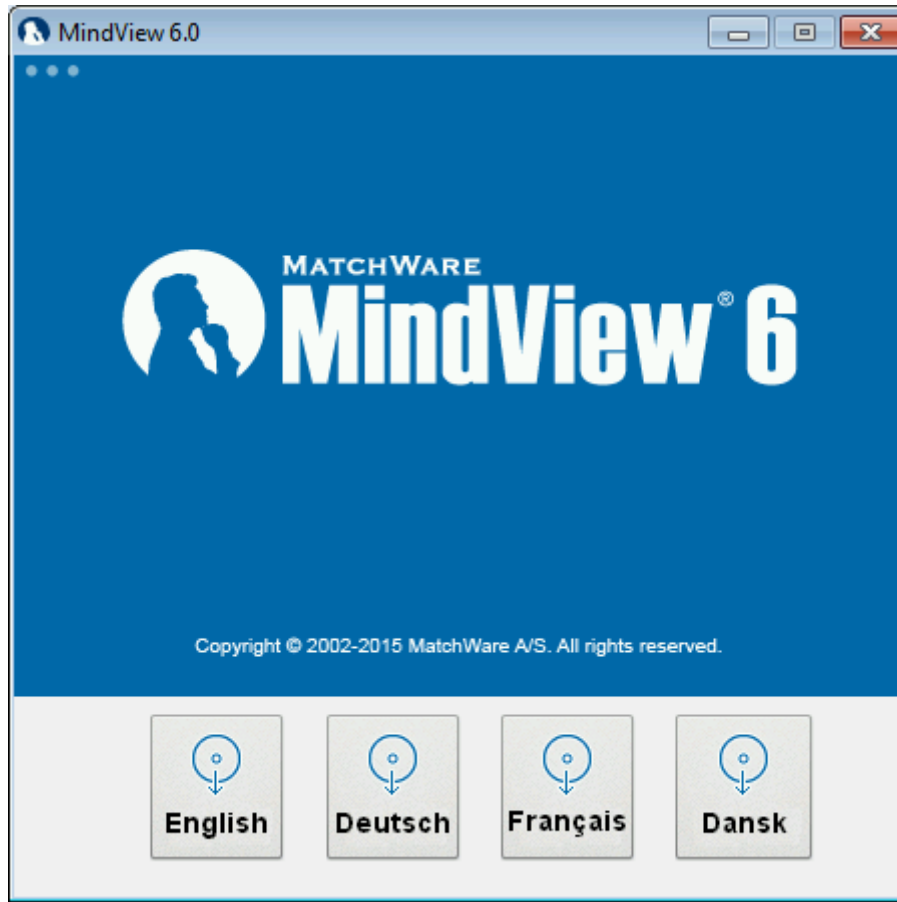 MindView 6.0
MATCHWARE
MindView® 6
Copyright © 2002-2015 MatchWare A/S. All rights reserved.
English Deutsch Français Dansk